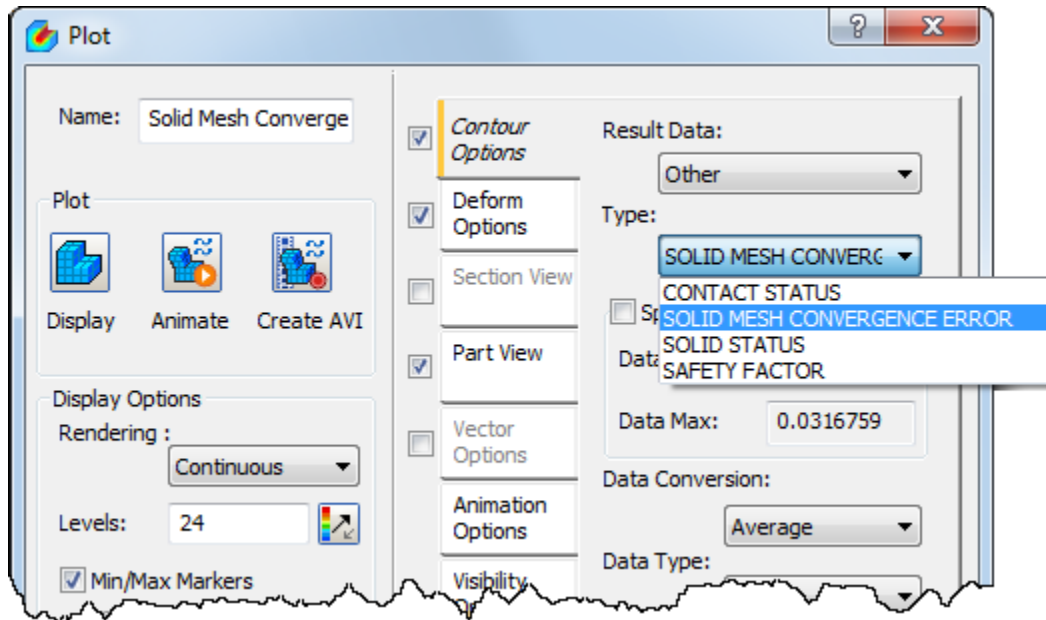 Plot
Name:
Solid Mesh Converge
Plot
Display
Animate
Create AVI
Display Options
Rendering :
Continuous
Levels:
24
Min/Max Markers
Contour
Options
Deform
Options
Section View
Part View
Vector
Options
Animation
Options
Visibility
Result Data:
Other
Type:
SOLID MESH CONVERG
CONTACT STATUS
SOLID MESH CONVERGENCE ERROR
SOLID STATUS
SAFETY FACTOR
Data
Data Max:
0.0316759
Data Conversion:
Average
Data Type: